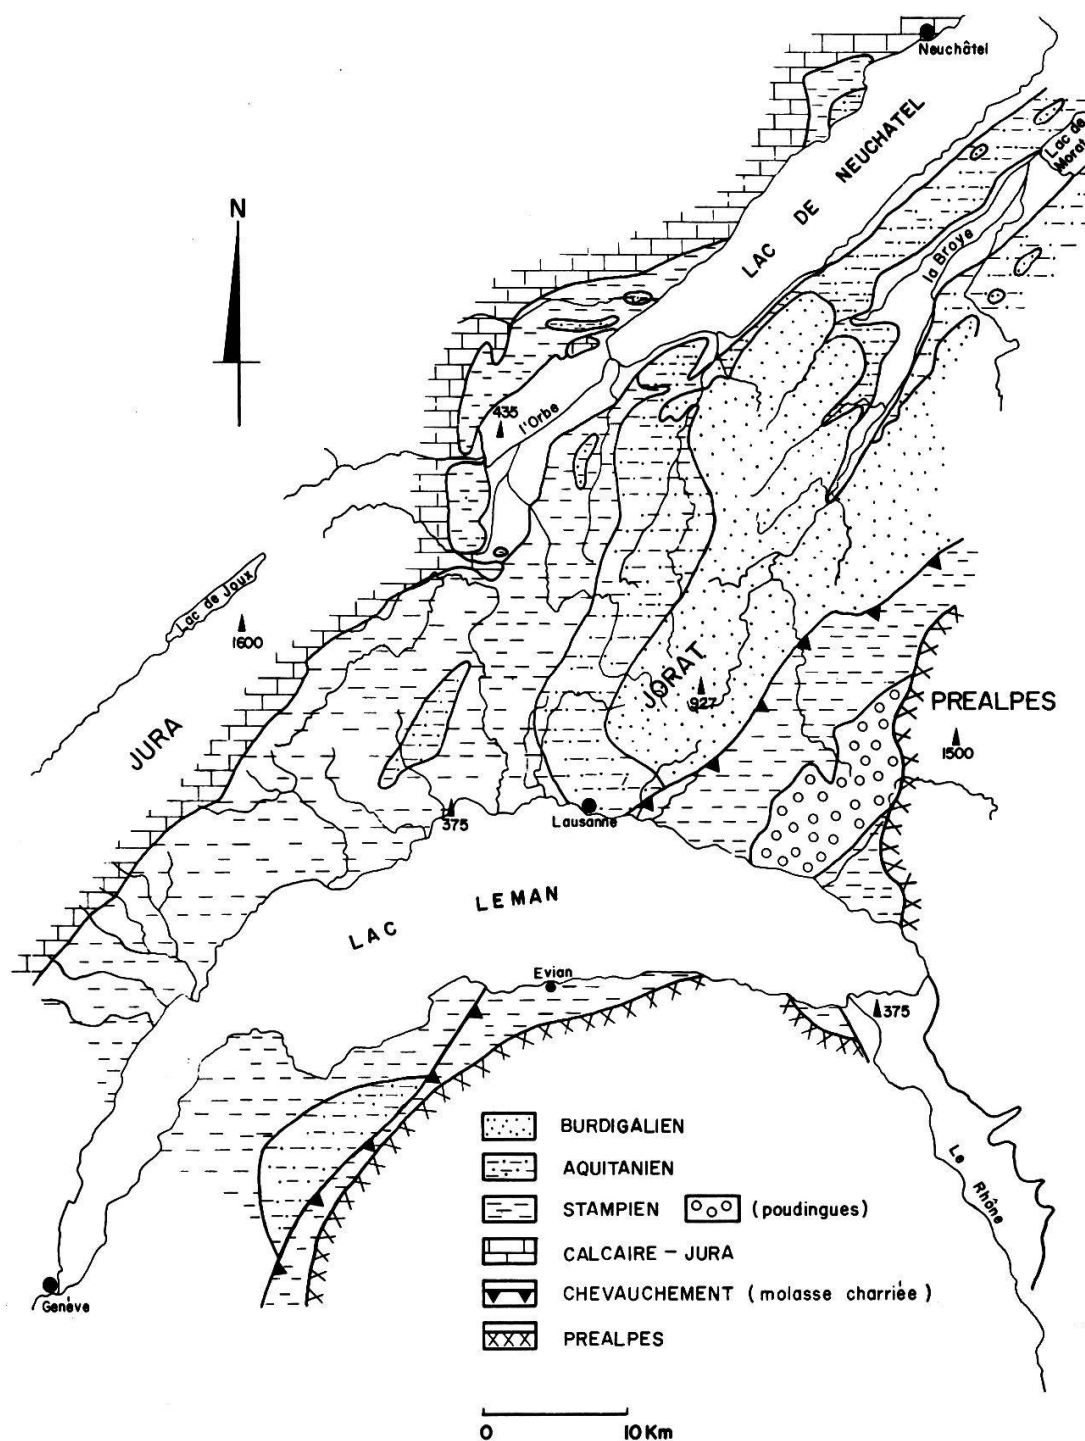 Neuchâtel
LAC DE NEUCHATEL
Lac de
Morat
N
la Broye
435
l'Orbe
Lac de Joux
1600
JORAT
927
PREALPES
1500
JURA
375
Lausanne
LAC LEMAN
Evian
375
BURDIGALIEN
AQUITANIEN
STAMPIEN (poudingues)
CALCAIRE - JURA
CHEVAUCHEMENT (molasse charriée)
PREALPES
Le Rhône
Genève
0 10 Km